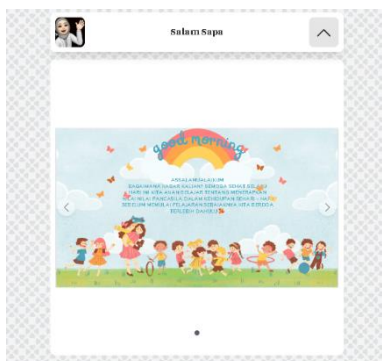 Salam Sapa
good morning
ASSALAMUALAIKUM
BAGAIMANA KABAR KALIAN? SEMOGA SEHAT SELALU
HARI INI KITA AKAN BELAJAR TENTANG MENERAPKAN
NILAI NILAI PANCASILA DALAM KEHIDUPAN SEHARI - HARI
SEBELUM MEMULAI PELAJARAN SEBAIKNYA KITA BERDOA
TERLEBIH DAHULU